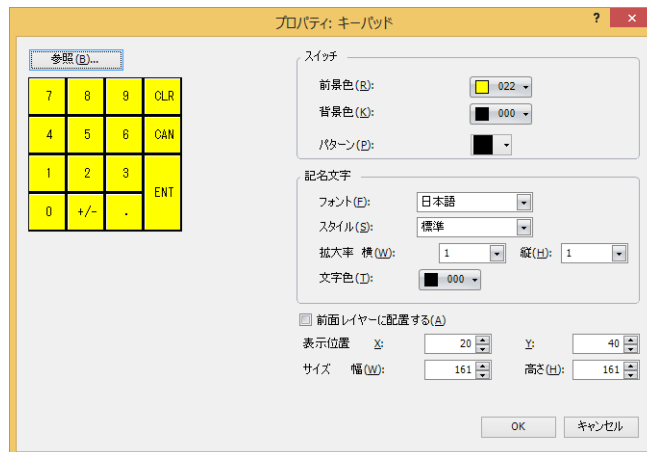 プロパティ: キーパッド ? ×
参照(B)...
7 8 9 CLR
4 5 6 CAN
1 2 3 ENT
0 +/- .
スイッチ
前景色(R): 022
背景色(K): 000
パターン(P):
記名文字
フォント(F): 日本語
スタイル(S): 標準
拡大率 横(W): 1 縦(H): 1
文字色(T): 000
前面レイヤーに配置する(A)
表示位置 X: 20 Y: 40
サイズ 幅(W): 161 高さ(H): 161
OK キャンセル